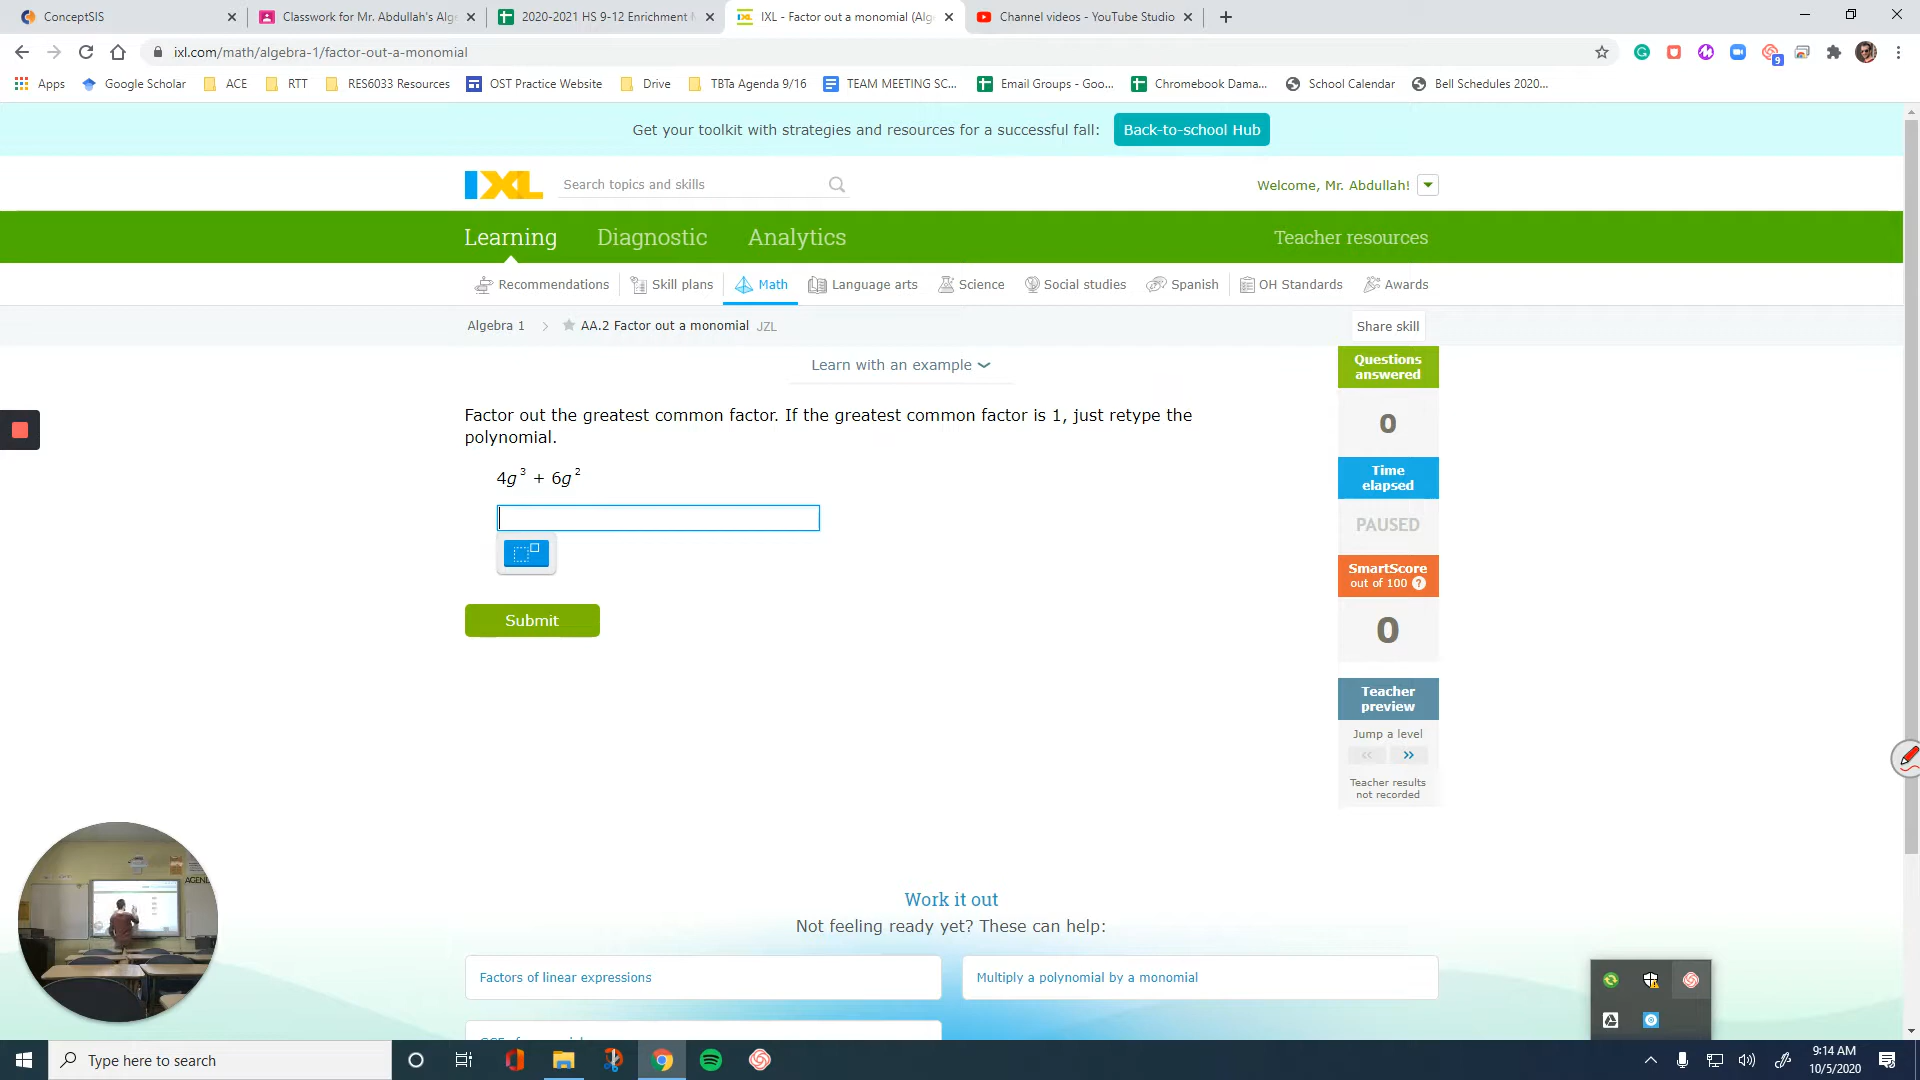 ConceptSIS
Classwork for Mr. Abdullah's Alge
2020-2021 HS 9-12 Enrichment M
IXL - Factor out a monomial (Alge
Channel videos - YouTube Studio
ixl.com/math/algebra-1/factor-out-a-monomial
9
Apps
Google Scholar
ACE
RTT
RES6033 Resources
OST Practice Website
Drive
TBTa Agenda 9/16
TEAM MEETING SC...
Email Groups - Goo...
Chromebook Dama...
School Calendar
Bell Schedules 2020...
Get your toolkit with strategies and resources for a successful fall: Back-to-school Hub
IXL
Search topics and skills
Welcome, Mr. Abdullah!
Learning Diagnostic Analytics Teacher resources
Recommendations
Skill plans
Math
Language arts
Science
Social studies
Spanish
OH Standards
Awards
Algebra 1 > AA.2 Factor out a monomial JZL
Share skill
Learn with an example
Factor out the greatest common factor. If the greatest common factor is 1, just retype the
polynomial.
4g³ + 6g²
Submit
Questions
answered
0
Time
elapsed
PAUSED
SmartScore
out of 100 ?
0
Teacher
preview
Jump a level
<< >>
Teacher results
not recorded
Work it out
Not feeling ready yet? These can help:
Factors of linear expressions
Multiply a polynomial by a monomial
AGEN
Type here to search
9:14 AM
10/5/2020